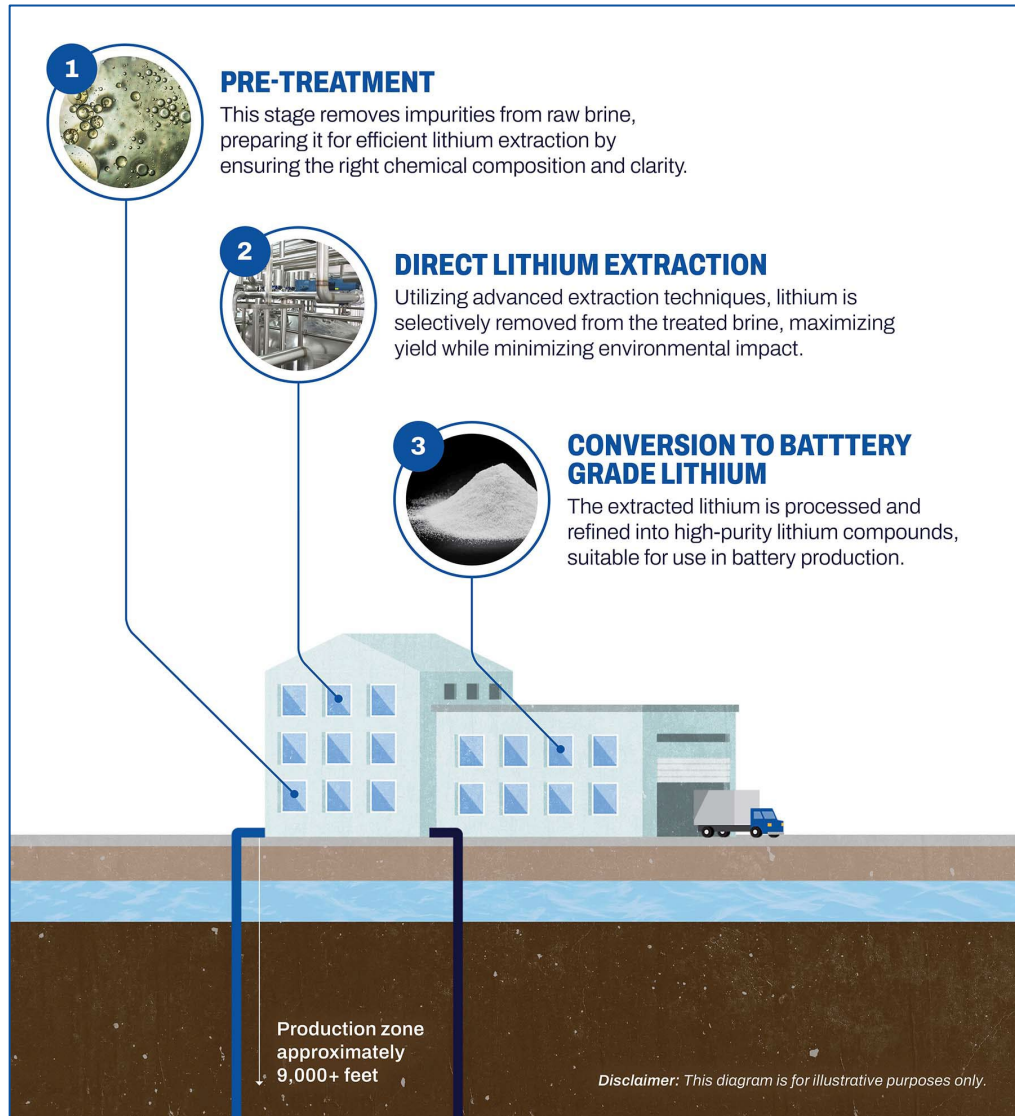 1
PRE-TREATMENT
This stage removes impurities from raw brine,
preparing it for efficient lithium extraction by
ensuring the right chemical composition and clarity.
2
DIRECT LITHIUM EXTRACTION
Utilizing advanced extraction techniques, lithium is
selectively removed from the treated brine, maximizing
yield while minimizing environmental impact.
3
CONVERSION TO BATTTERY
GRADE LITHIUM
The extracted lithium is processed and
refined into high-purity lithium compounds,
suitable for use in battery production.
Production zone
approximately
9,000+ feet
Disclaimer: This diagram is for illustrative purposes only.